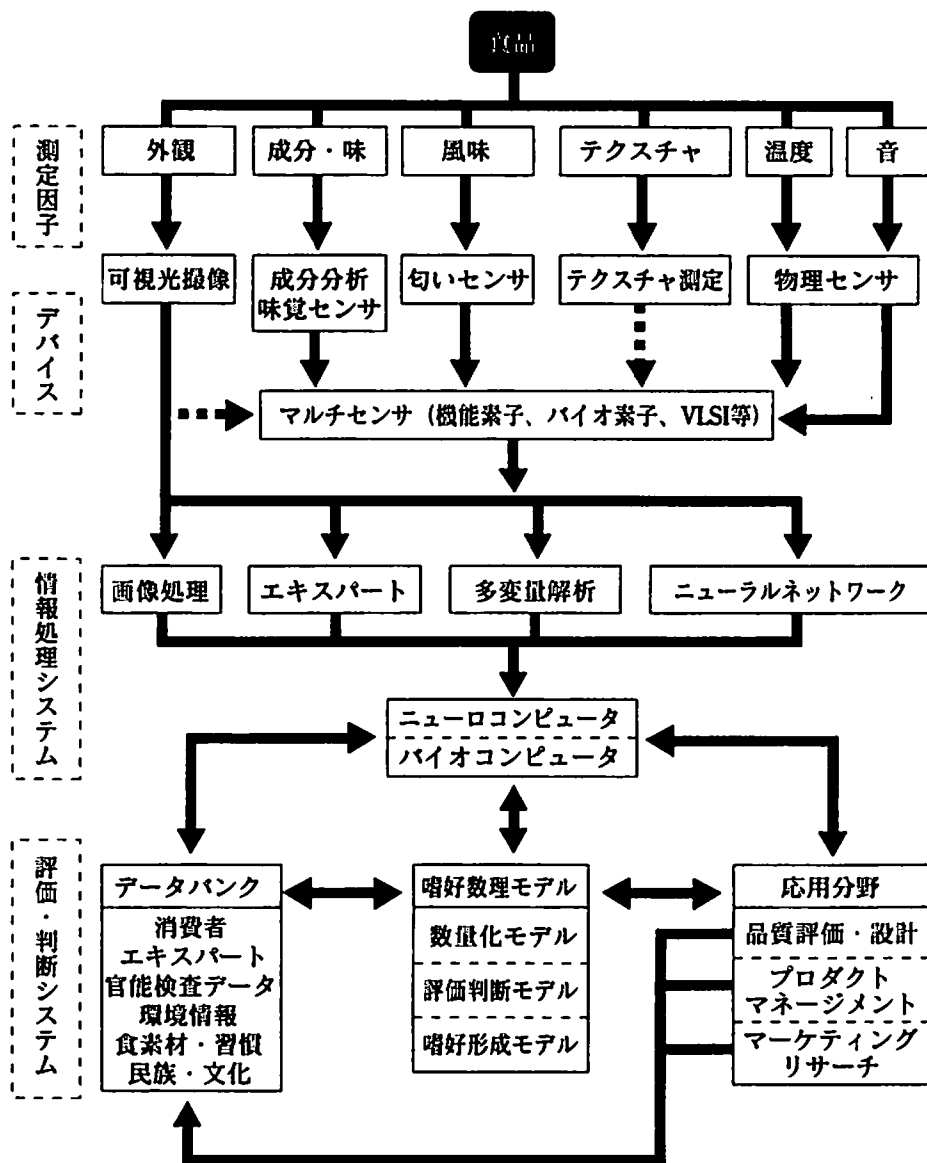 食品
測定因子
外観
成分・味
風味
テクスチャ
温度
音
デバイス
可視光撮像
成分分析
味覚センサ
匂いセンサ
テクスチャ測定
物理センサ
マルチセンサ（機能素子、バイオ素子、VLSI等）
情報処理システム
画像処理
エキスパート
多変量解析
ニューラルネットワーク
ニューロコンピュータ
バイオコンピュータ
評価・判断システム
データバンク
消費者
エキスパート
官能検査データ
環境情報
食素材・習慣
民族・文化
嗜好数理モデル
数量化モデル
評価判断モデル
嗜好形成モデル
応用分野
品質評価・設計
プロダクト
マネージメント
マーケティング
リサーチ